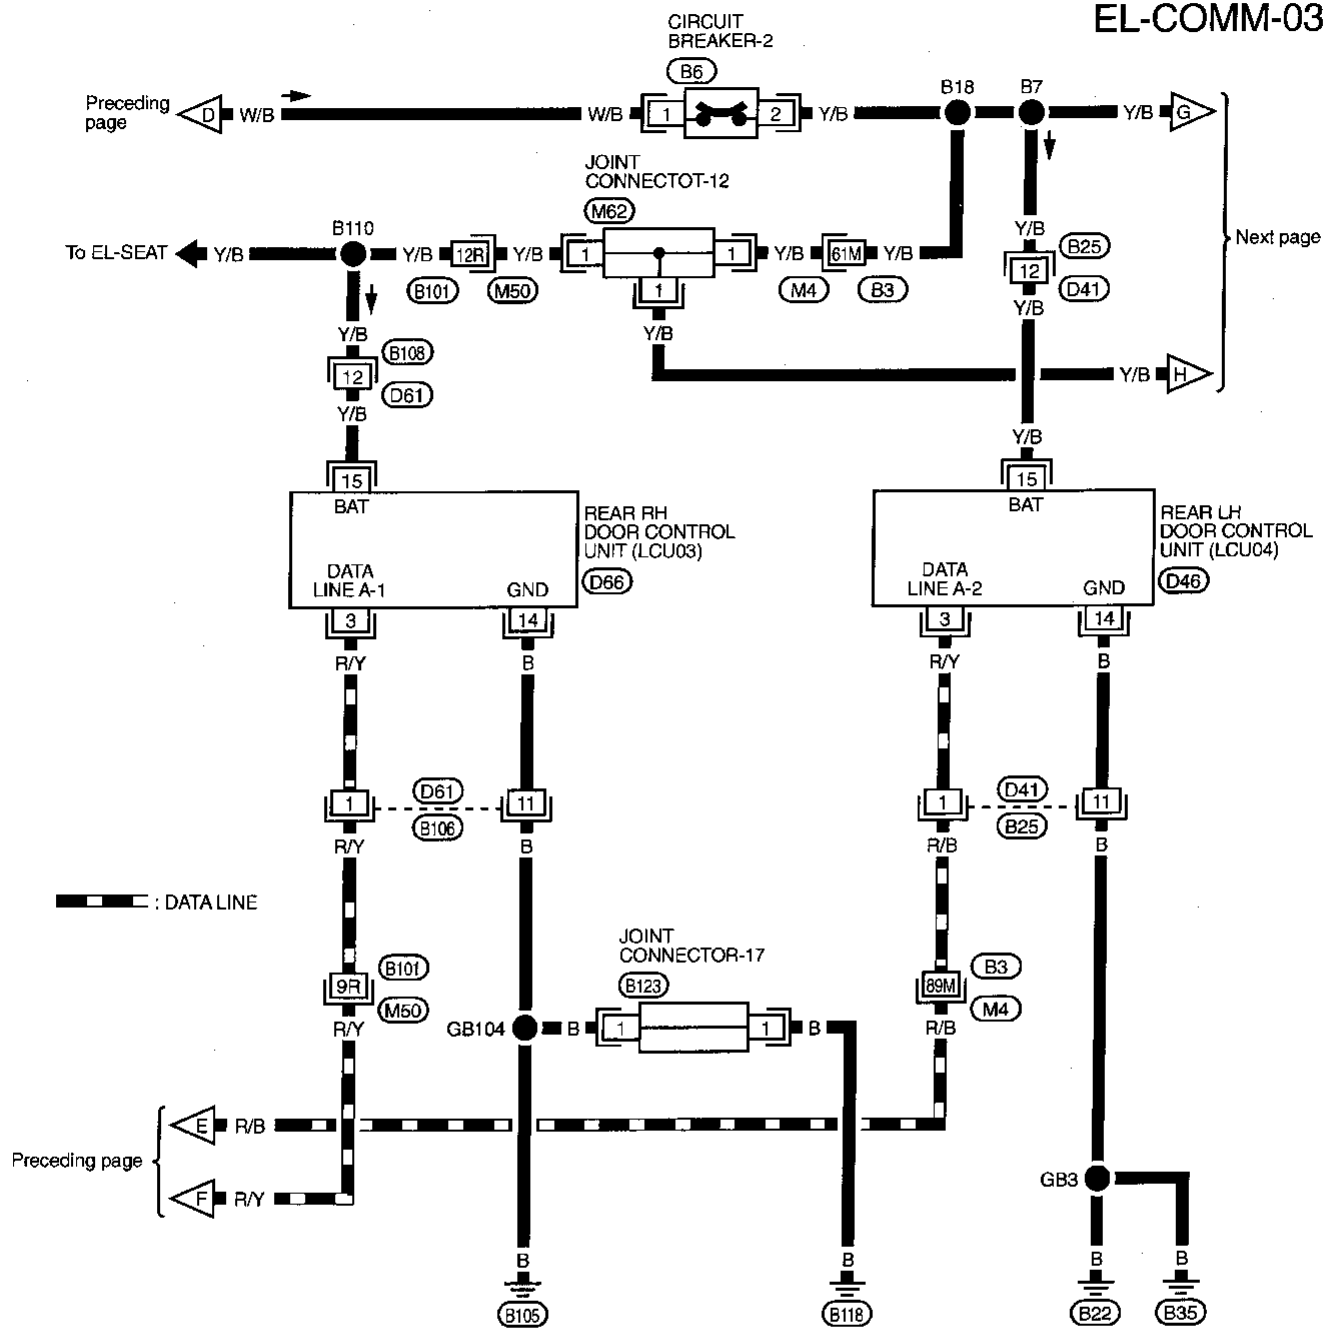 EL-COMM-03
CIRCUIT
BREAKER-2
B6
B18
B7
Preceding
page
D
W/B
W/B
1
2
Y/B
Y/B
G
JOINT
CONNECTOT-12
M62
B110
To EL-SEAT
Y/B
Y/B
12R
Y/B
1
1
Y/B
61M
Y/B
Y/B
B25
Next page
B101
M50
1
M4
B3
12
D41
Y/B
Y/B
Y/B
B108
12
D61
Y/B
H
Y/B
Y/B
15
BAT
15
BAT
REAR RH
DOOR CONTROL
UNIT (LCU03)
D66
REAR LH
DOOR CONTROL
UNIT (LCU04)
D46
DATA
LINE A-1
GND
DATA
LINE A-2
GND
3
14
3
14
R/Y
B
R/Y
B
1
D61
B106
11
1
D41
B25
11
R/Y
B
R/B
B
: DATA LINE
JOINT
CONNECTOR-17
B123
9R
B101
M50
89M
B3
M4
R/Y
GB104
B
1
1
B
R/B
Preceding page
E
R/B
F
R/Y
GB3
B
B
B
B
B105
B118
B22
B35